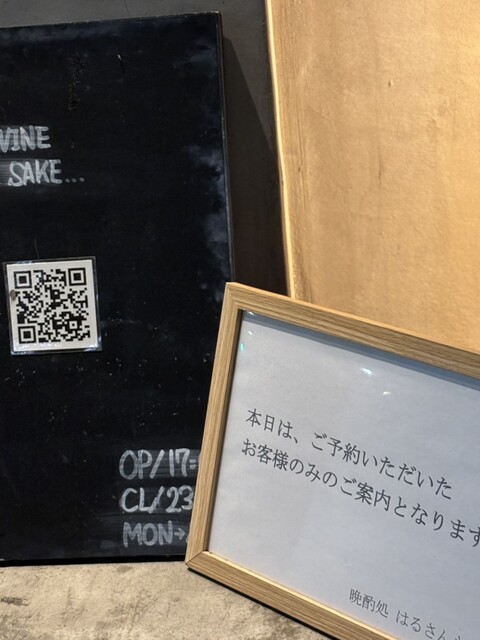 WINE
SAKE...
OP/17=
CL/23
MON→
本日は、ご予約いただいた
お客様のみのご案内となります
晩酌処 はるさん